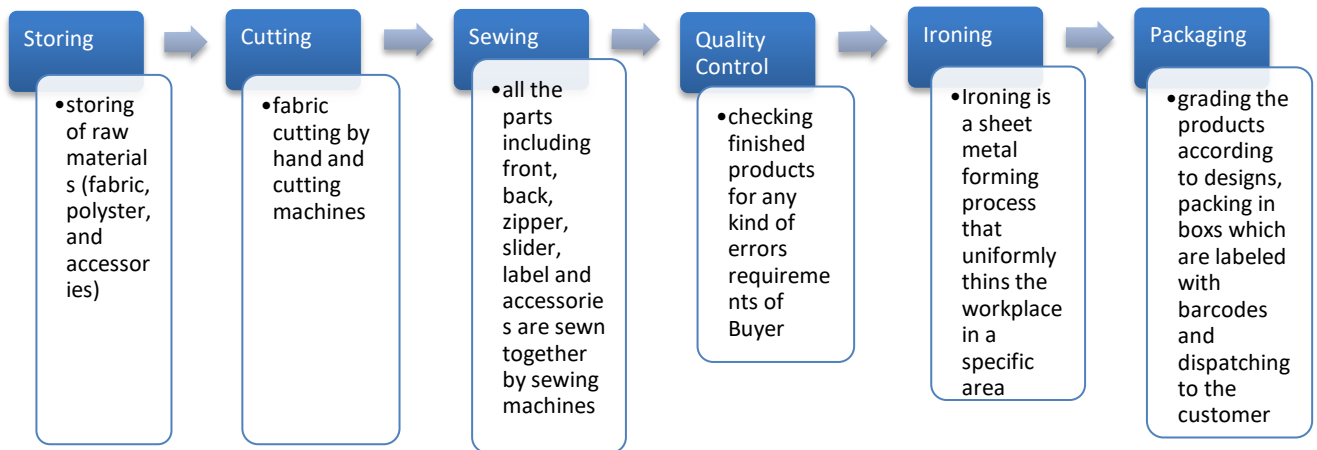 Storing
•storing
of raw
material
s (fabric,
polyster,
and
accessor
ies)
Cutting
•fabric
cutting by
hand and
cutting
machines
Sewing
•all the
parts
including
front,
back,
zipper,
slider,
label and
accessorie
s are sewn
together
by sewing
machines
Quality
Control
•checking
finished
products
for any
kind of
errors
requireme
nts of
Buyer
Ironing
•Ironing is
a sheet
metal
forming
process
that
uniformly
thins the
workplace
in a
specific
area
Packaging
•grading the
products
according
to designs,
packing in
boxs which
are labeled
with
barcodes
and
dispatching
to the
customer